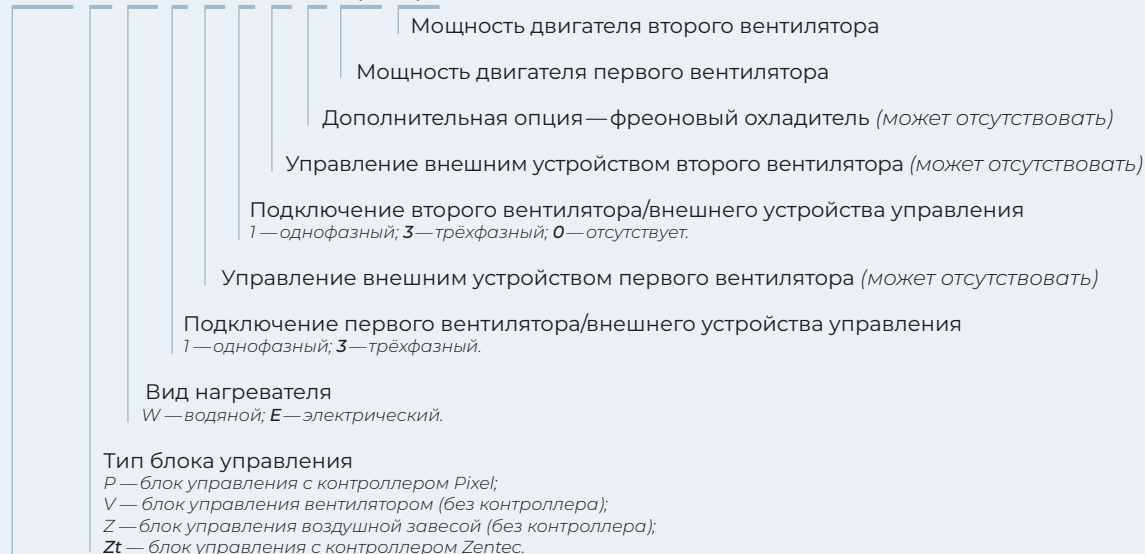 Мощность двигателя второго вентилятора
Мощность двигателя первого вентилятора
Дополнительная опция — фреоновый охладитель (может отсутствовать)
Управление внешним устройством второго вентилятора (может отсутствовать)
Подключение второго вентилятора/внешнего устройства управления
1 — однофазный; 3 — трёхфазный; 0 — отсутствует.
Управление внешним устройством первого вентилятора (может отсутствовать)
Подключение первого вентилятора/внешнего устройства управления
1 — однофазный; 3 — трёхфазный.
Вид нагревателя
W — водяной; E — электрический.
Тип блока управления
P — блок управления с контроллером Pixel;
V — блок управления вентилятором (без контроллера);
Z — блок управления воздушной завесой (без контроллера);
Zt — блок управления с контроллером Zentec.